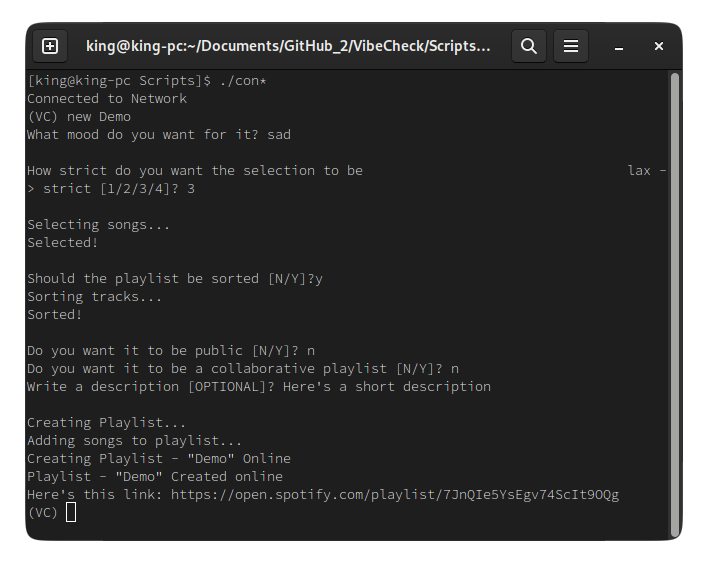 king@king-pc:~/Documents/GitHub_2/VibeCheck/Scripts...
[king@king-pc Scripts]$ ./con*
Connected to Network
(VC) new Demo
What mood do you want for it? sad
How strict do you want the selection to be lax -
> strict [1/2/3/4]? 3
Selecting songs...
Selected!
Should the playlist be sorted [N/Y]?y
Sorting tracks...
Sorted!
Do you want it to be public [N/Y]? n
Do you want it to be a collaborative playlist [N/Y]? n
Write a description [OPTIONAL]? Here's a short description
Creating Playlist...
Adding songs to playlist...
Creating Playlist - "Demo" Online
Playlist - "Demo" Created online
Here's this link: https://open.spotify.com/playlist/7JnQIe5YsEgv74ScIt9OQg
(VC)